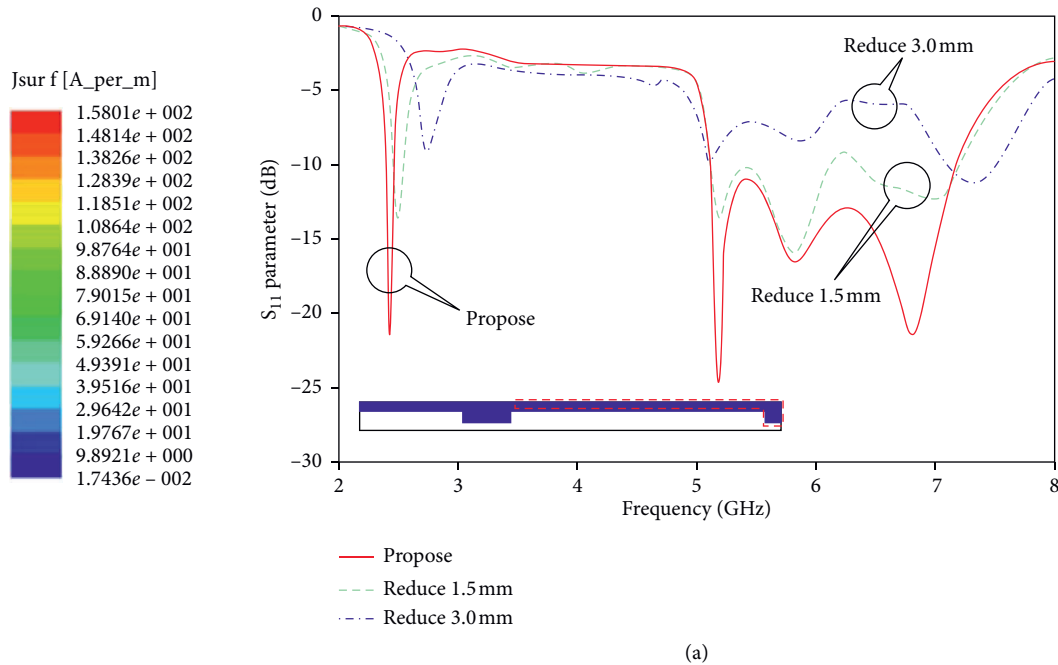 Jsur f [A_per_m]
1.5801e + 002
1.4814e + 002
1.3826e + 002
1.2839e + 002
1.1851e + 002
1.0864e + 002
9.8764e + 001
8.8890e + 001
7.9015e + 001
6.9140e + 001
5.9266e + 001
4.9391e + 001
3.9516e + 001
2.9642e + 001
1.9767e + 001
9.8921e + 000
1.7436e − 002
S11 parameter (dB)
0
−5
−10
−15
−20
−25
−30
Reduce 3.0 mm
Reduce 1.5 mm
Propose
2
3
4
5
6
7
8
Frequency (GHz)
Propose
Reduce 1.5 mm
Reduce 3.0 mm
(a)